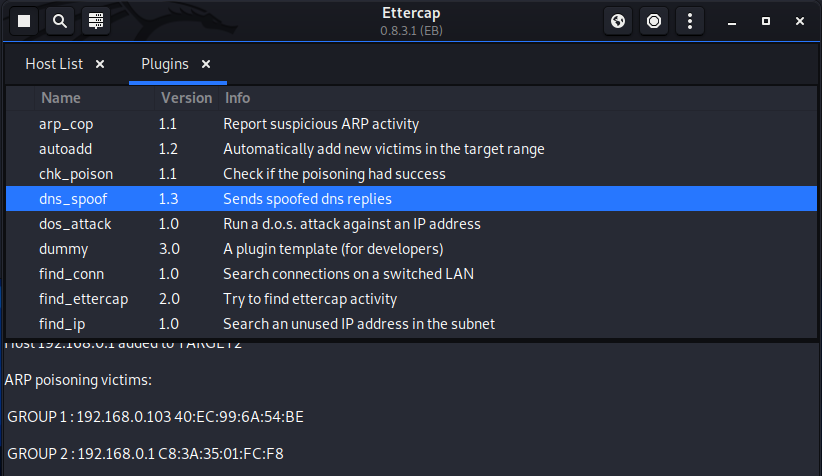 Ettercap
0.8.3.1 (EB)
Host List
Plugins
Name Version Info
arp_cop 1.1 Report suspicious ARP activity
autoadd 1.2 Automatically add new victims in the target range
chk_poison 1.1 Check if the poisoning had success
dns_spoof 1.3 Sends spoofed dns replies
dos_attack 1.0 Run a d.o.s. attack against an IP address
dummy 3.0 A plugin template (for developers)
find_conn 1.0 Search connections on a switched LAN
find_ettercap 2.0 Try to find ettercap activity
find_ip 1.0 Search an unused IP address in the subnet
Host 192.168.0.1 added to TARGET2
ARP poisoning victims:
GROUP 1 : 192.168.0.103 40:EC:99:6A:54:BE
GROUP 2 : 192.168.0.1 C8:3A:35:01:FC:F8